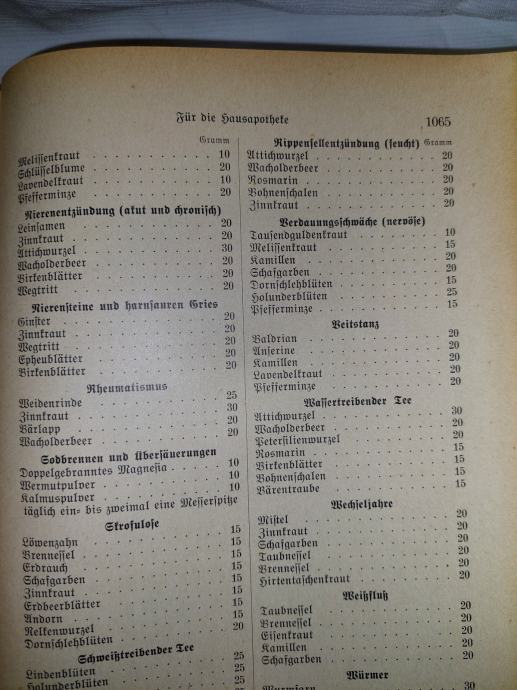 Für die Hausapotheke 1065
Gramm
Melissenkraut 10
Schlüsselblume 20
Lavendelkraut 10
Pfefferminze 20
Nierenentzündung (akut und chronisch)
Leinsamen 20
Zinnkraut 20
Attichwurzel 30
Wacholderbeer 20
Birkenblätter 20
Wegtritt 20
Nierensteine und harnsauren Gries
Ginster 20
Zinnkraut 20
Wegtritt 20
Epheublätter 20
Birkenblätter 20
Rheumatismus
Weidenrinde 25
Zinnkraut 30
Bärlapp 20
Wacholderbeer 20
Sodbrennen und Übersäuerungen
Doppelgebranntes Magnesia 10
Wermutpulver 10
Kalmuspulver 10
täglich ein- bis zweimal eine Messerspitze
Skrofulose
Löwenzahn 15
Brennessel 15
Erdrauch 15
Schafgarben 15
Zinnkraut 15
Erdbeerblätter 15
Andorn 15
Nelkenwurzel 15
Dornschlehblüten 20
Schweißtreibender Tee
Lindenblüten 25
Holunderblüten 25
Rippenfellentzündung (feucht) Gramm
Attichwurzel 20
Wacholderbeer 20
Rosmarin 20
Bohnenschalen 20
Zinnkraut 20
Verdauungsschwäche (nervöse)
Tausendguldenkraut 10
Melissenkraut 15
Kamillen 20
Schafgarben 20
Dornschlehblüten 15
Holunderblüten 25
Pfefferminze 15
Veitstanz
Baldrian 20
Anserine 20
Kamillen 20
Lavendelkraut 20
Pfefferminze 20
Wassertreibender Tee
Attichwurzel 30
Wacholderbeer 20
Petersilienwurzel 20
Rosmarin 20
Birkenblätter 15
Bohnenschalen 15
Bärentraube 15
Wechseljahre
Mistel 20
Zinnkraut 20
Schafgarben 20
Taubnessel 20
Brennessel 20
Hirtentaschenkraut 20
Weißfluß
Taubnessel 20
Brennessel 20
Eisenkraut 20
Kamillen 20
Schafgarben 20
Würmer
30